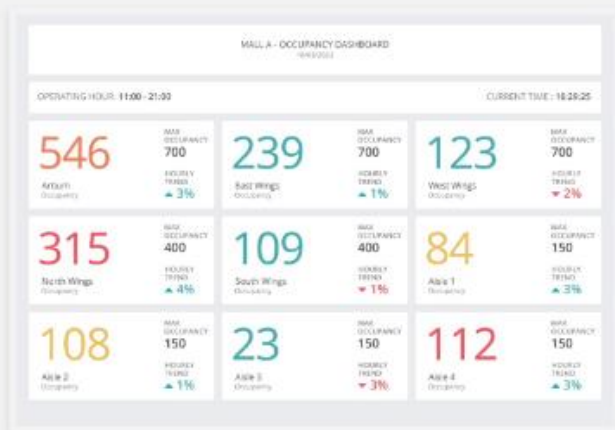 MALL A - OCCUPANCY DASHBOARD
OPERATING HOUR: 11:00 - 21:00
CURRENT TIME : 18:28:25
546
Atrium
Occupancy
MAX
OCCUPANCY
700
HOURLY
TREND
▲ 3%
239
East Wings
Occupancy
MAX
OCCUPANCY
700
HOURLY
TREND
▲ 1%
123
West Wings
Occupancy
MAX
OCCUPANCY
700
HOURLY
TREND
▼ 2%
315
North Wings
Occupancy
MAX
OCCUPANCY
400
HOURLY
TREND
▲ 4%
109
South Wings
Occupancy
MAX
OCCUPANCY
400
HOURLY
TREND
▼ 1%
84
Aisle 1
Occupancy
MAX
OCCUPANCY
150
HOURLY
TREND
▲ 3%
108
Aisle 2
Occupancy
MAX
OCCUPANCY
150
HOURLY
TREND
▲ 1%
23
Aisle 3
Occupancy
MAX
OCCUPANCY
150
HOURLY
TREND
▼ 3%
112
Aisle 4
Occupancy
MAX
OCCUPANCY
150
HOURLY
TREND
▲ 3%